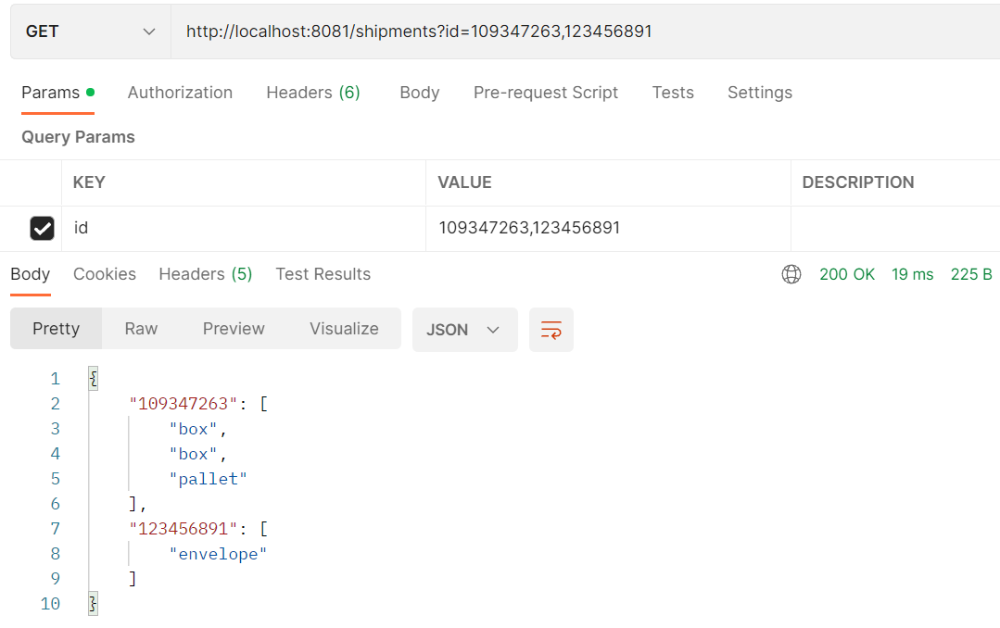 GET http://localhost:8081/shipments?id=109347263,123456891
Params Authorization Headers (6) Body Pre-request Script Tests Settings
Query Params
KEY VALUE DESCRIPTION
id 109347263,123456891
Body Cookies Headers (5) Test Results 200 OK 19 ms 225 B
Pretty Raw Preview Visualize JSON
1 {
2 "109347263": [
3 "box",
4 "box",
5 "pallet"
6 ],
7 "123456891": [
8 "envelope"
9 ]
10 }